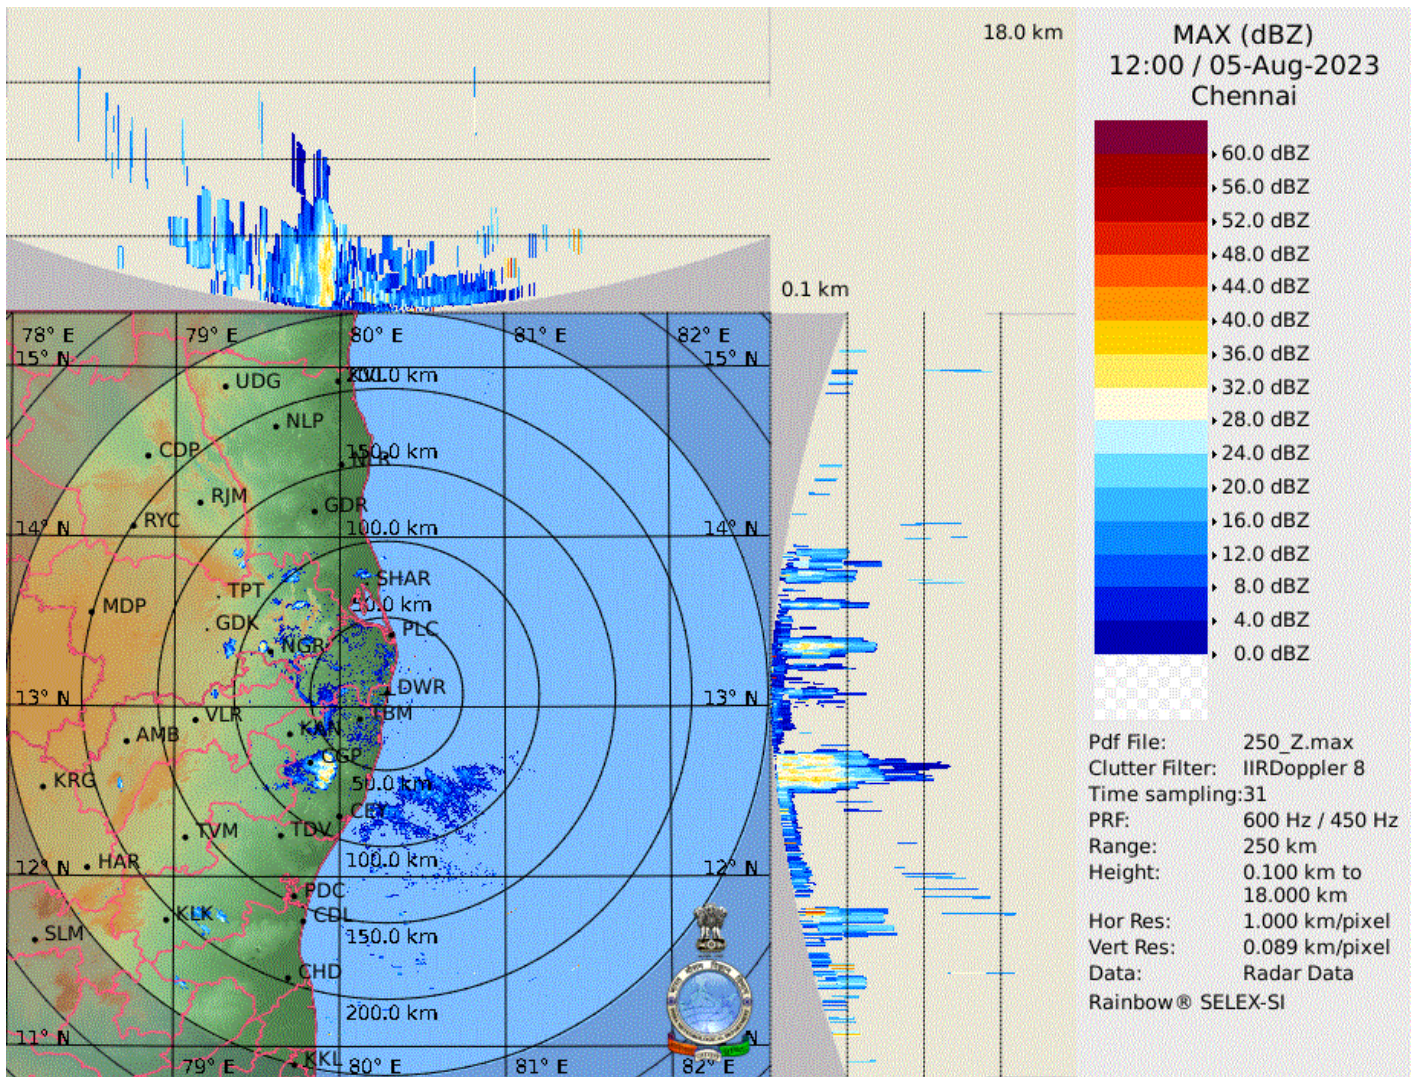 18.0 km
0.1 km
MAX (dBZ)
12:00 / 05-Aug-2023
Chennai
60.0 dBZ
56.0 dBZ
52.0 dBZ
48.0 dBZ
44.0 dBZ
40.0 dBZ
36.0 dBZ
32.0 dBZ
28.0 dBZ
24.0 dBZ
20.0 dBZ
16.0 dBZ
12.0 dBZ
8.0 dBZ
4.0 dBZ
0.0 dBZ
Pdf File: 250_Z.max
Clutter Filter: IIRDoppler 8
Time sampling:31
PRF: 600 Hz / 450 Hz
Range: 250 km
Height: 0.100 km to
18.000 km
Hor Res: 1.000 km/pixel
Vert Res: 0.089 km/pixel
Data: Radar Data
Rainbow® SELEX-SI
78° E 79° E 80° E 81° E 82° E
15° N 15° N
UDG
200.0 km
NLP
CDP
150.0 km
NLR
RJM
GDR
RYC
14° N 100.0 km 14° N
TPT
SHAR
MDP
50.0 km
GDK
PLC
NGR
DWR
13° N 13° N
VLR
TBM
AMB
KAN
CGP
KRG
50.0 km
CEY
TVM
TDV
HAR
100.0 km
12° N 12° N
PDC
KLK
CDL
SLM
150.0 km
CHD
200.0 km
11° N N
KKL
79° E 80° E 81° E 82° E